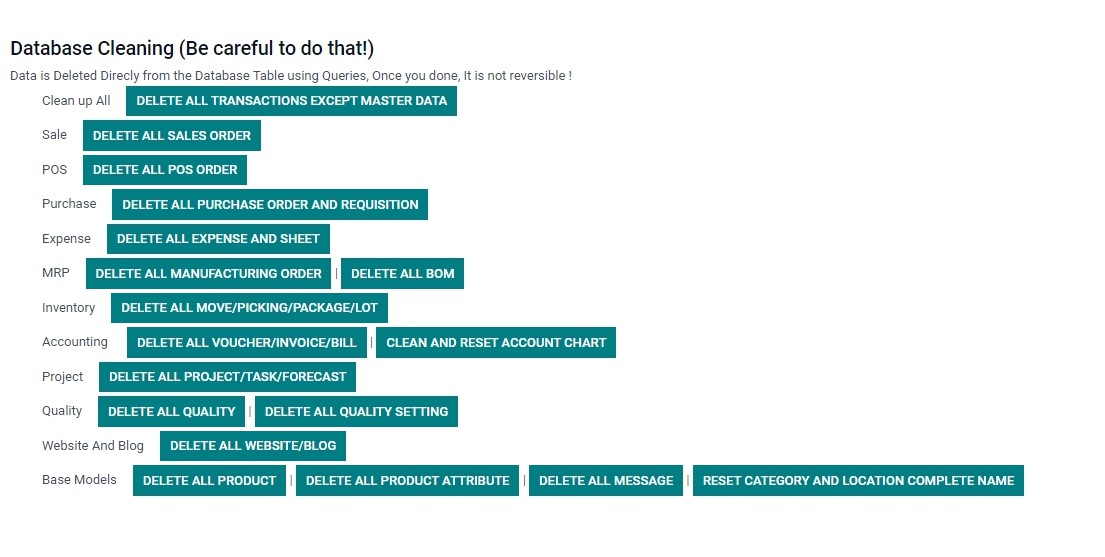 Database Cleaning (Be careful to do that!)
Data is Deleted Direcly from the Database Table using Queries, Once you done, It is not reversible !
Clean up All DELETE ALL TRANSACTIONS EXCEPT MASTER DATA
Sale DELETE ALL SALES ORDER
POS DELETE ALL POS ORDER
Purchase DELETE ALL PURCHASE ORDER AND REQUISITION
Expense DELETE ALL EXPENSE AND SHEET
MRP DELETE ALL MANUFACTURING ORDER | DELETE ALL BOM
Inventory DELETE ALL MOVE/PICKING/PACKAGE/LOT
Accounting DELETE ALL VOUCHER/INVOICE/BILL | CLEAN AND RESET ACCOUNT CHART
Project DELETE ALL PROJECT/TASK/FORECAST
Quality DELETE ALL QUALITY | DELETE ALL QUALITY SETTING
Website And Blog DELETE ALL WEBSITE/BLOG
Base Models DELETE ALL PRODUCT | DELETE ALL PRODUCT ATTRIBUTE | DELETE ALL MESSAGE | RESET CATEGORY AND LOCATION COMPLETE NAME